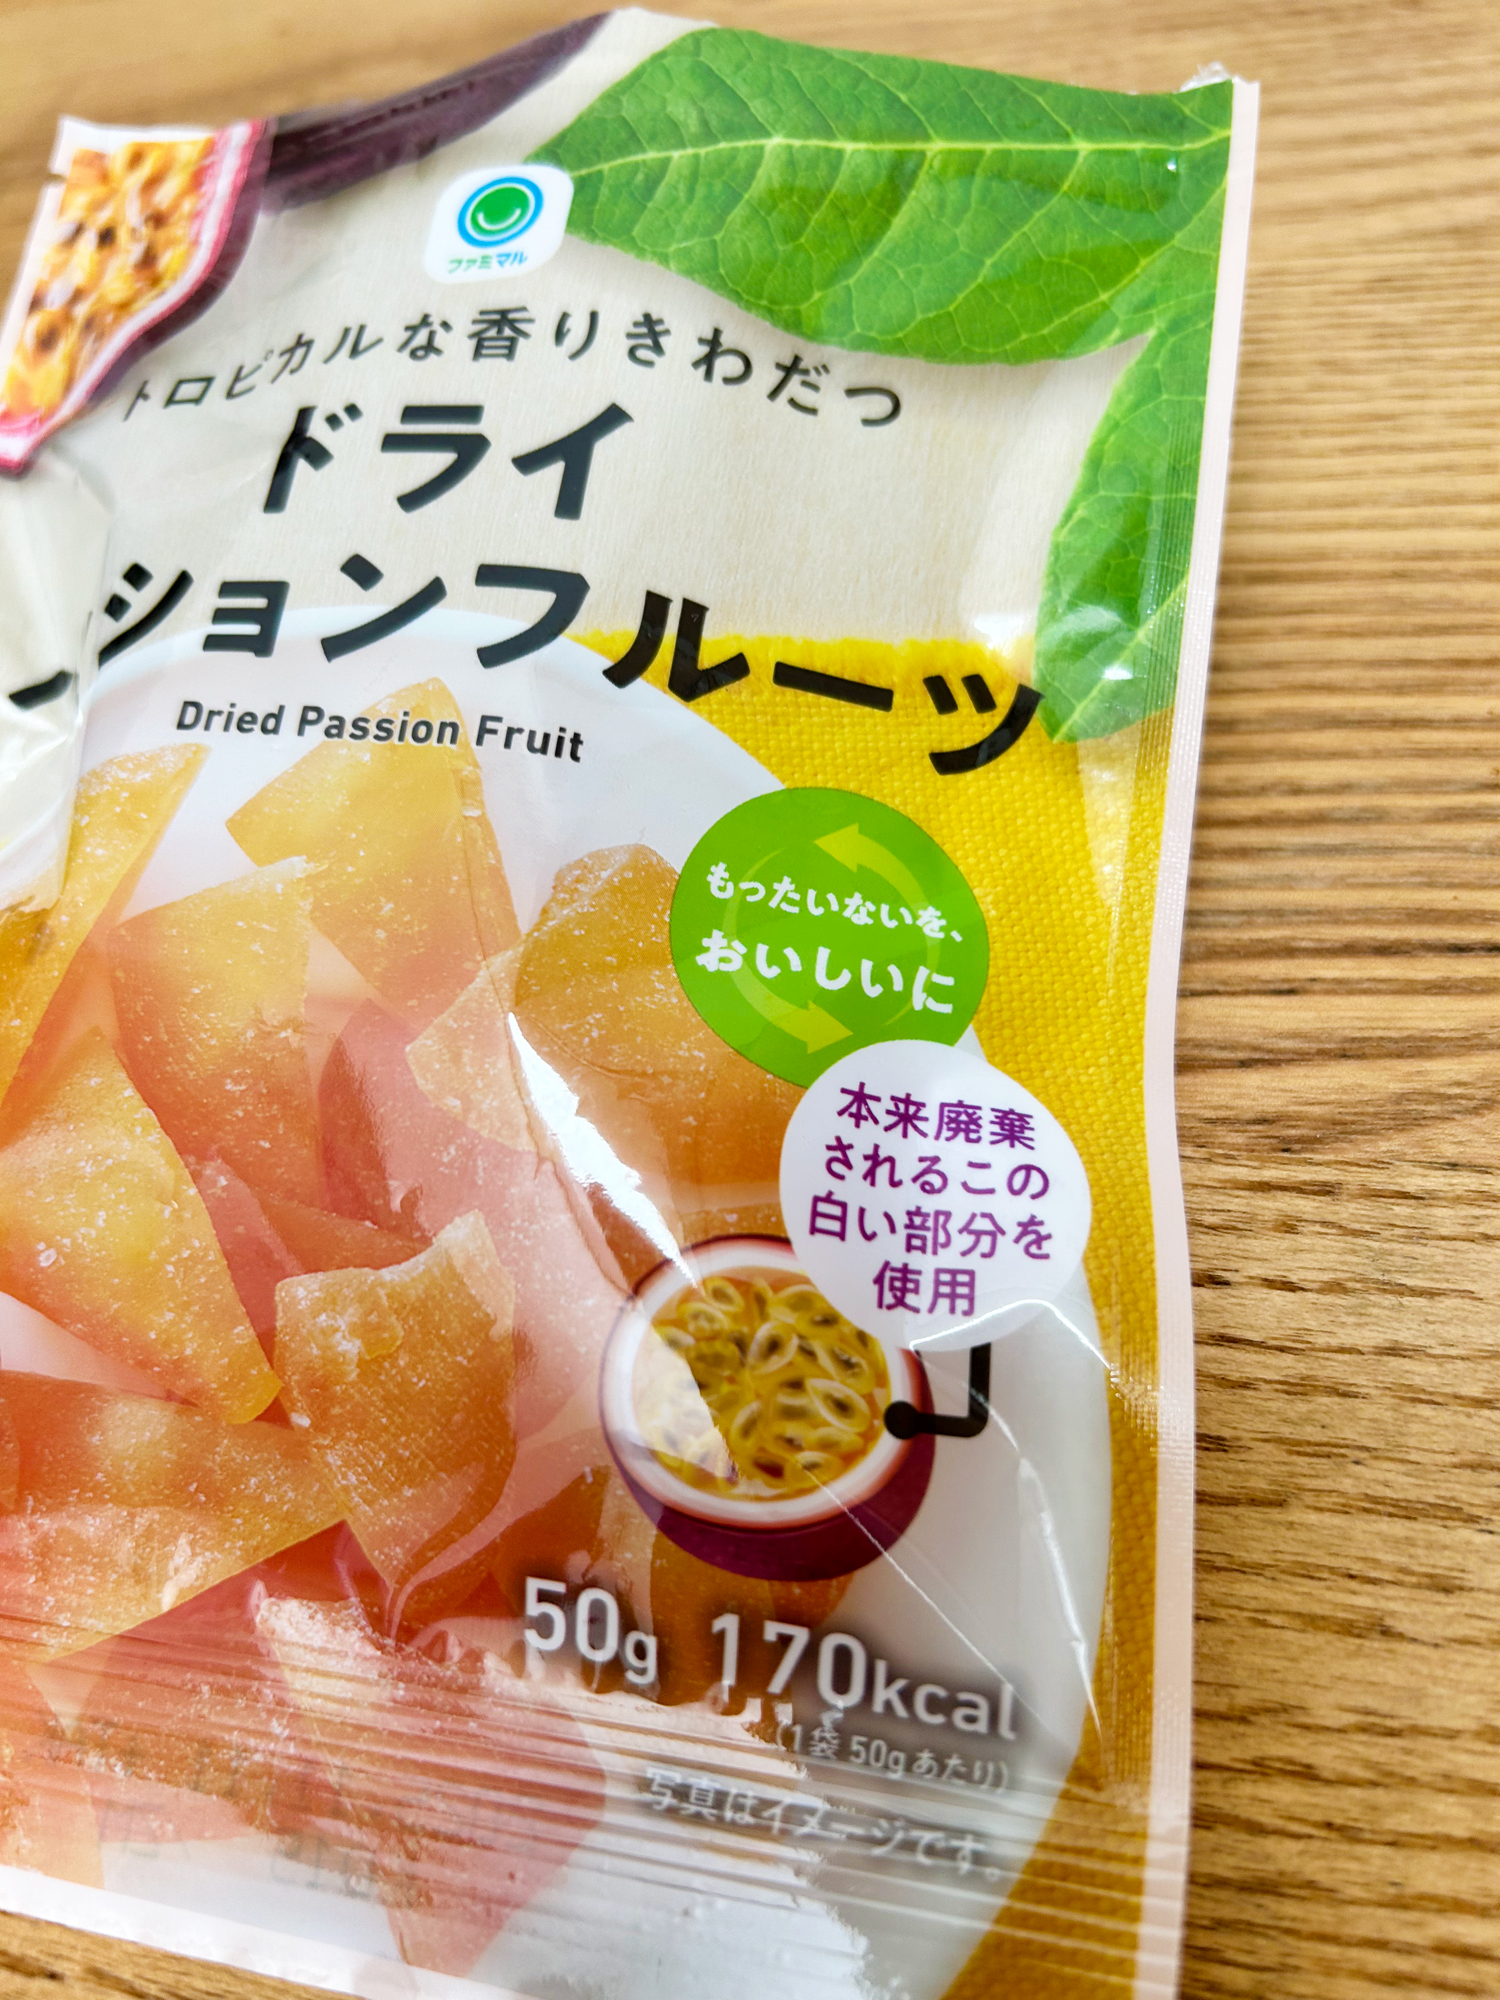 ファミマル
トロピカルな香りきわだつ
ドライ
ションフルーツ
Dried Passion Fruit
もったいないを、
おいしいに
本来廃棄
されるこの
白い部分を
使用
50g 170kcal
(1袋 50gあたり)
写真はイメージです。